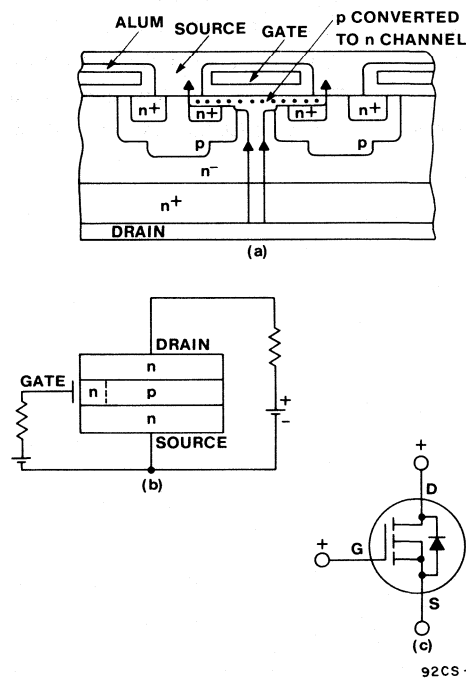 ALUM
SOURCE
GATE
p CONVERTED
TO n CHANNEL
n+
n+
n+
n+
p
n−
n+
DRAIN
(a)
DRAIN
n
GATE
n
p
+
−
n
SOURCE
(b)
+
D
+
G
S
(c)
92CS-